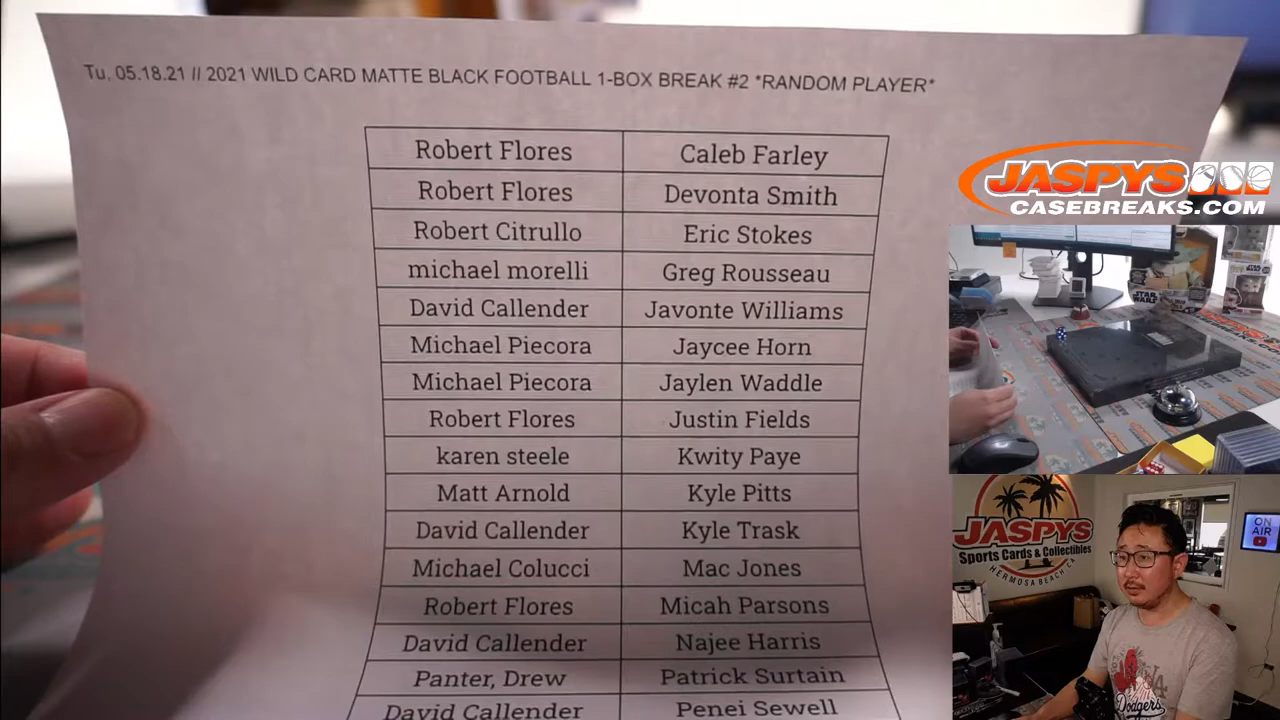 Tu, 05.18.21 // 2021 WILD CARD MATTE BLACK FOOTBALL 1-BOX BREAK #2 *RANDOM PLAYER*
Robert Flores Caleb Farley
Robert Flores Devonta Smith
Robert Citrullo Eric Stokes
michael morelli Greg Rousseau
David Callender Javonte Williams
Michael Piecora Jaycee Horn
Michael Piecora Jaylen Waddle
Robert Flores Justin Fields
karen steele Kwity Paye
Matt Arnold Kyle Pitts
David Callender Kyle Trask
Michael Colucci Mac Jones
Robert Flores Micah Parsons
David Callender Najee Harris
Panter, Drew Patrick Surtain
David Callender Penei Sewell
JASPYS
CASEBREAKS.COM
STAR
WARS
JASPYS
Sports Cards & Collectibles
HERMOSA BEACH CA
ON
AIR
Dodgers